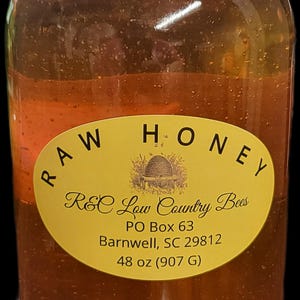 RAW HONEY
R&C Low Country Bees
PO Box 63
Barnwell, SC 29812
48 oz (907 G)